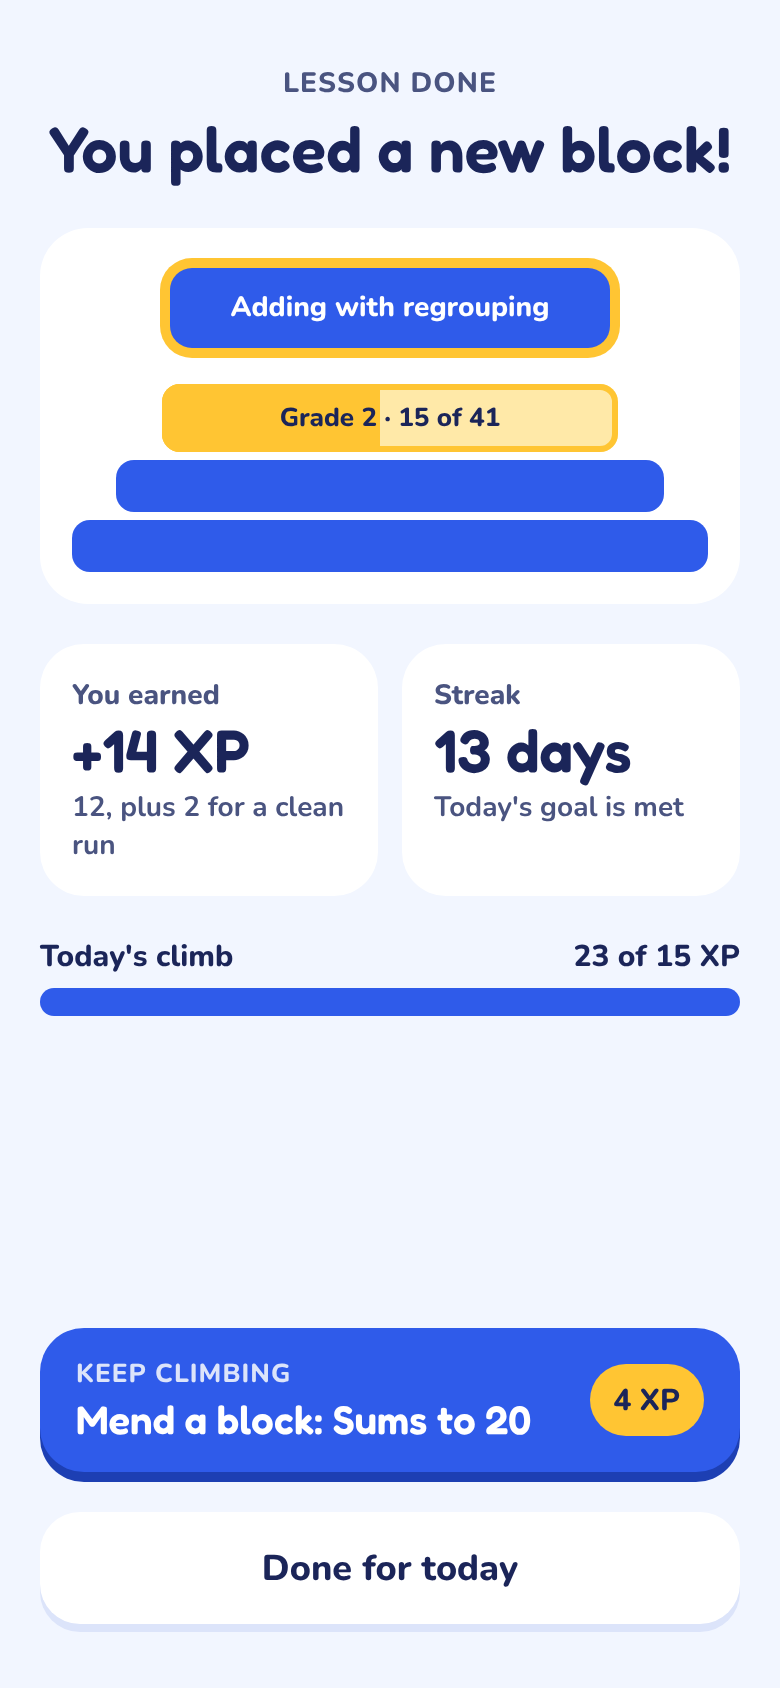 LESSON DONE
You placed a new block!
Adding with regrouping
Grade 2 · 15 of 41
You earned
+14 XP
12, plus 2 for a clean
run
Streak
13 days
Today's goal is met
Today's climb
23 of 15 XP
KEEP CLIMBING
Mend a block: Sums to 20
4 XP
Done for today